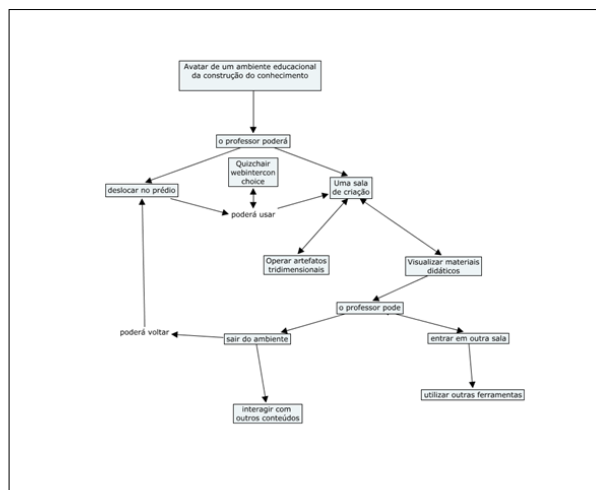 Avatar de um ambiente educacional
da construção do conhecimento
o professor poderá
Quizchair
webintercon
choice
deslocar no prédio
poderá usar
Uma sala
de criação
Operar artefatos
tridimensionais
Visualizar materiais
didáticos
o professor pode
poderá voltar
sair do ambiente
entrar em outra sala
interagir com
outros conteúdos
utilizar outras ferramentas